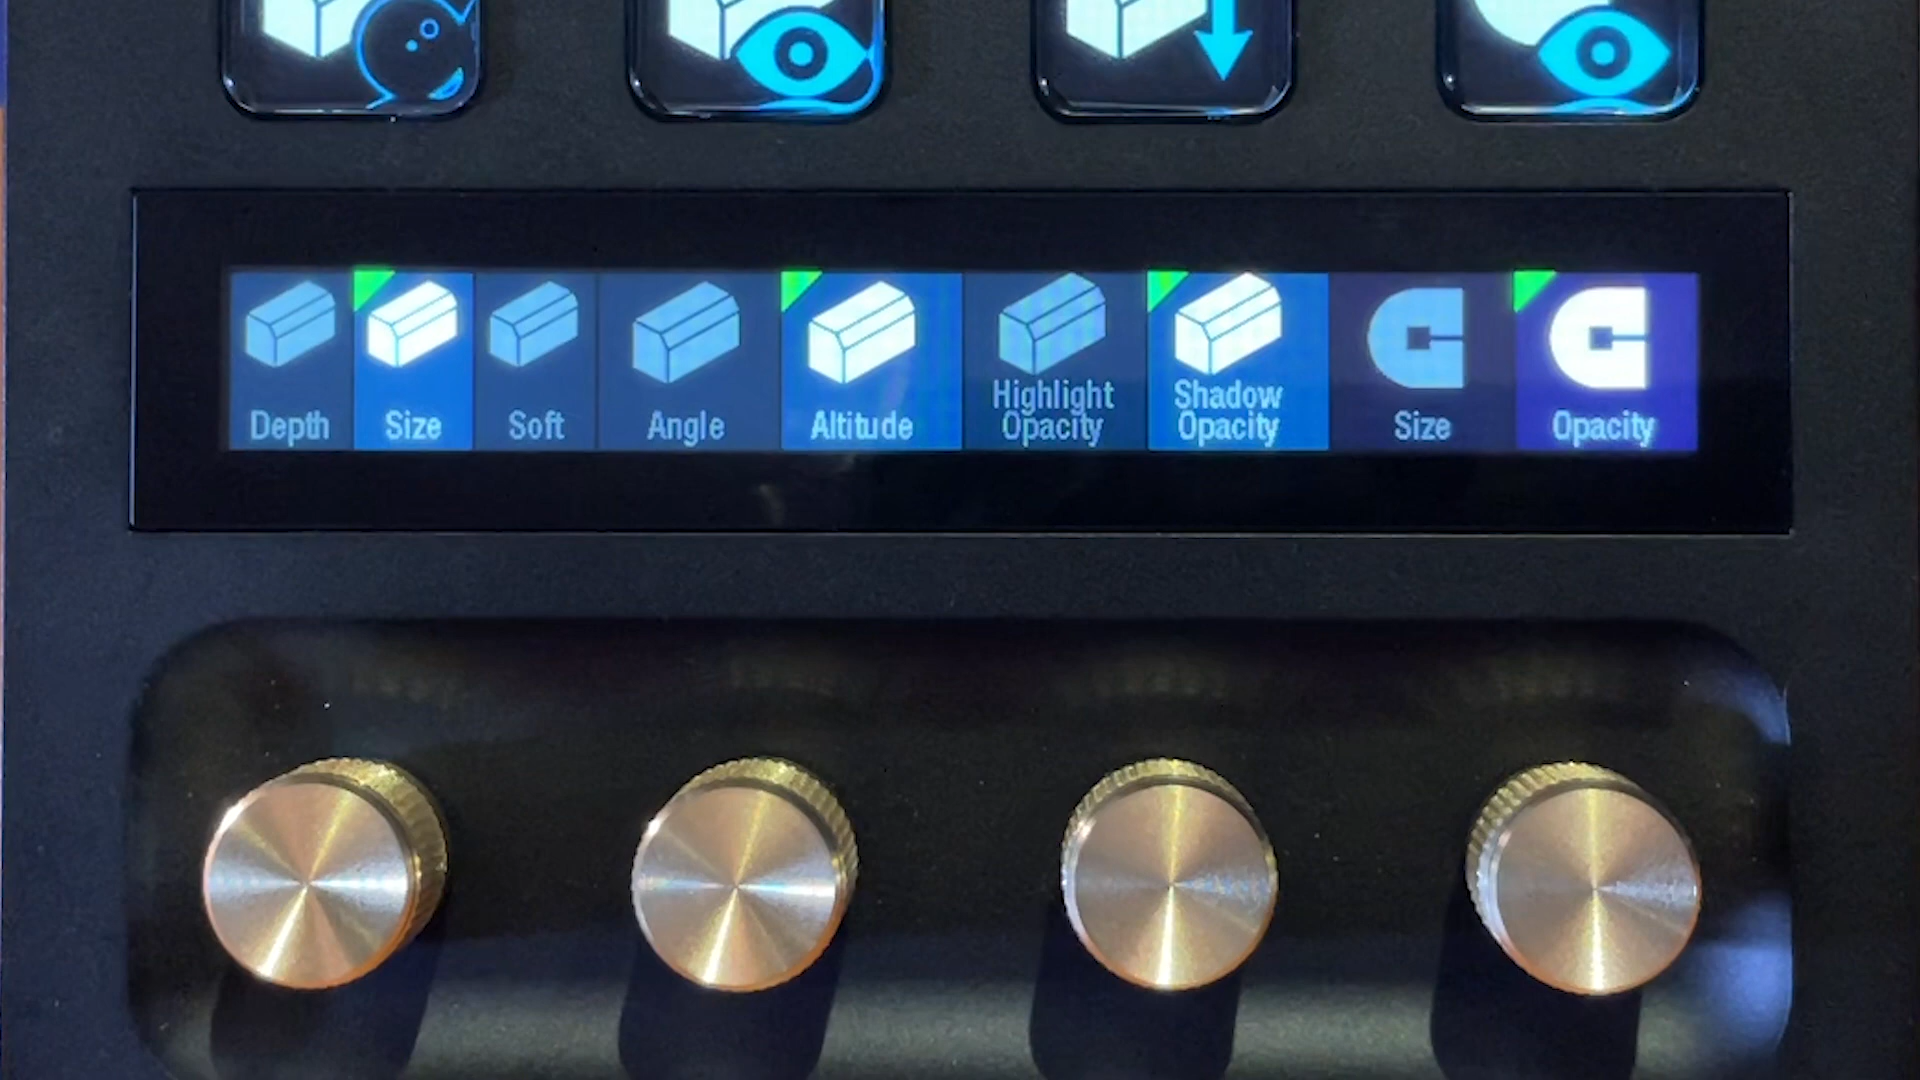 Depth
Size
Soft
Angle
Altitude
Highlight
Opacity
Shadow
Opacity
Size
Opacity